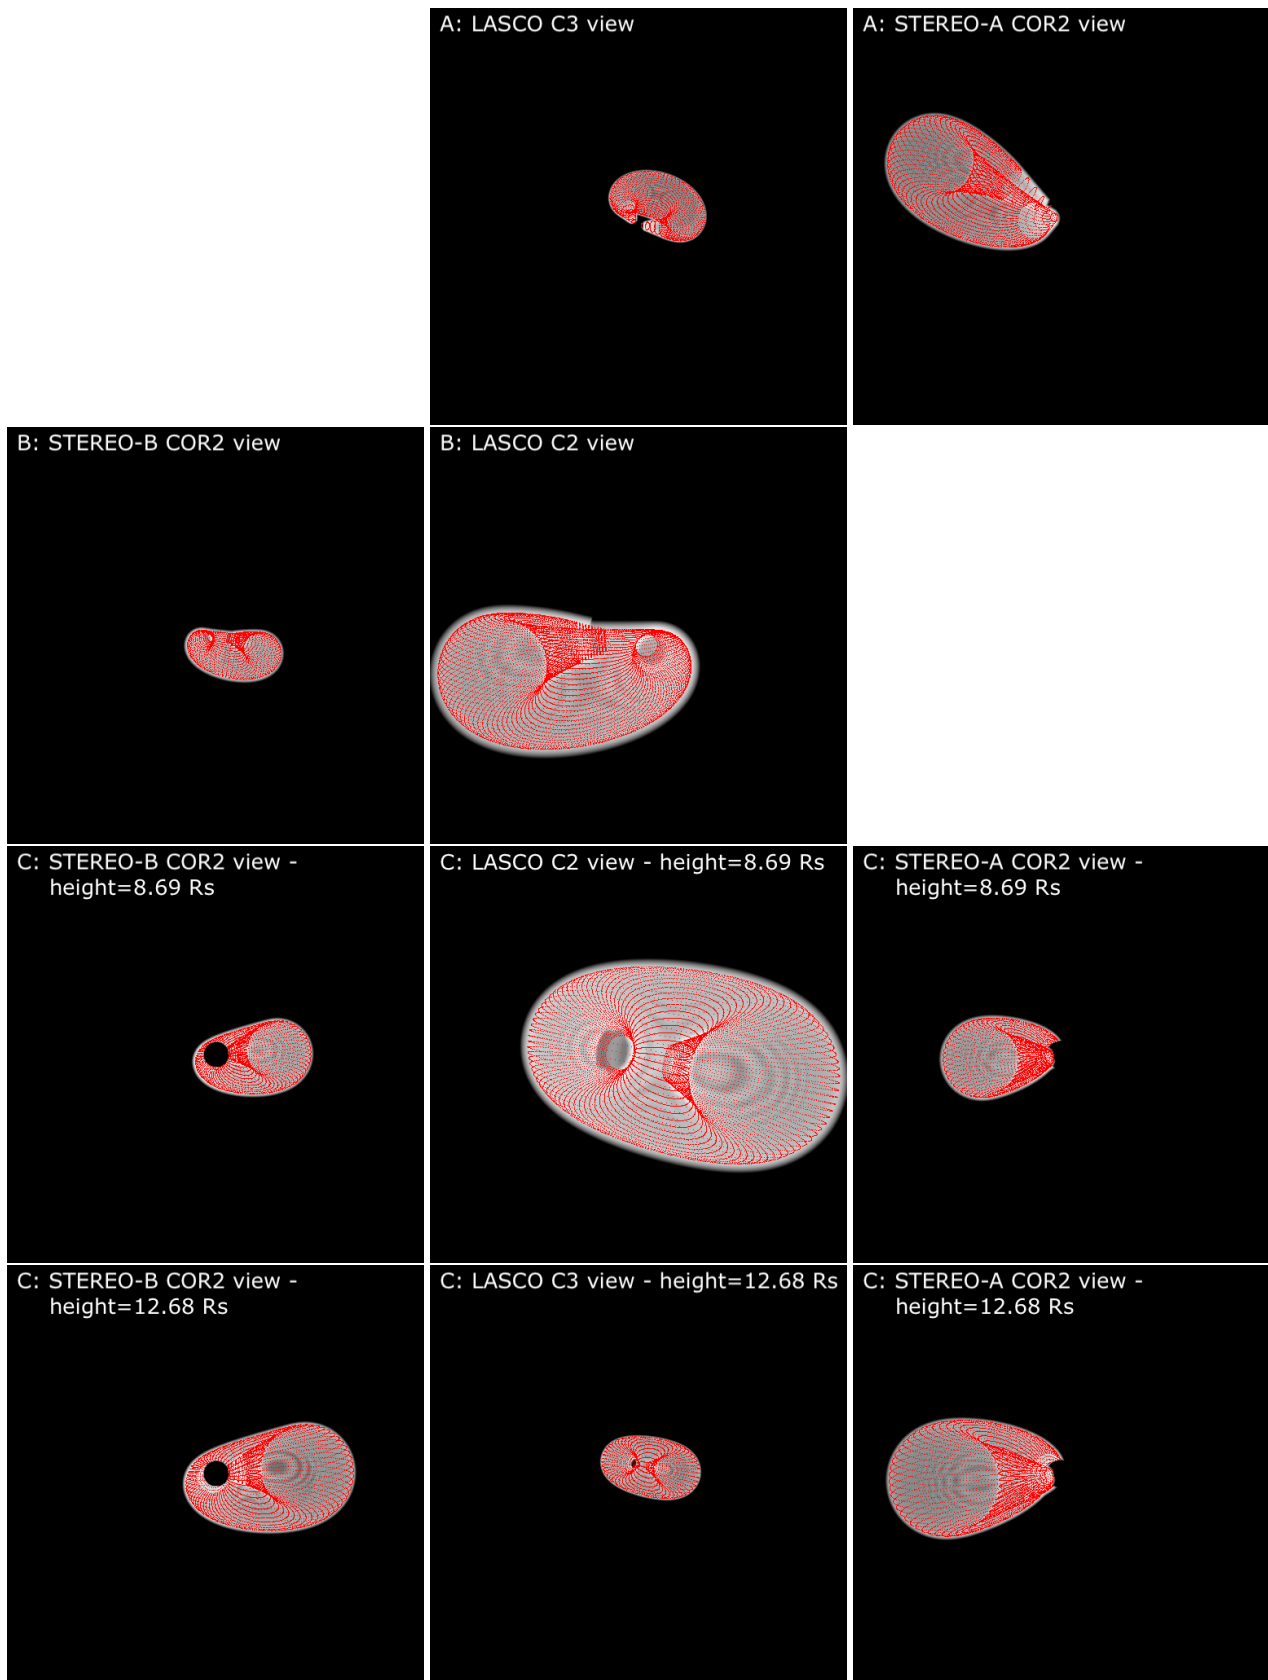 A: LASCO C3 view
A: STEREO-A COR2 view
B: STEREO-B COR2 view
B: LASCO C2 view
C: STEREO-B COR2 view -
height=8.69 Rs
C: LASCO C2 view - height=8.69 Rs
C: STEREO-A COR2 view -
height=8.69 Rs
C: STEREO-B COR2 view -
height=12.68 Rs
C: LASCO C3 view - height=12.68 Rs
C: STEREO-A COR2 view -
height=12.68 Rs